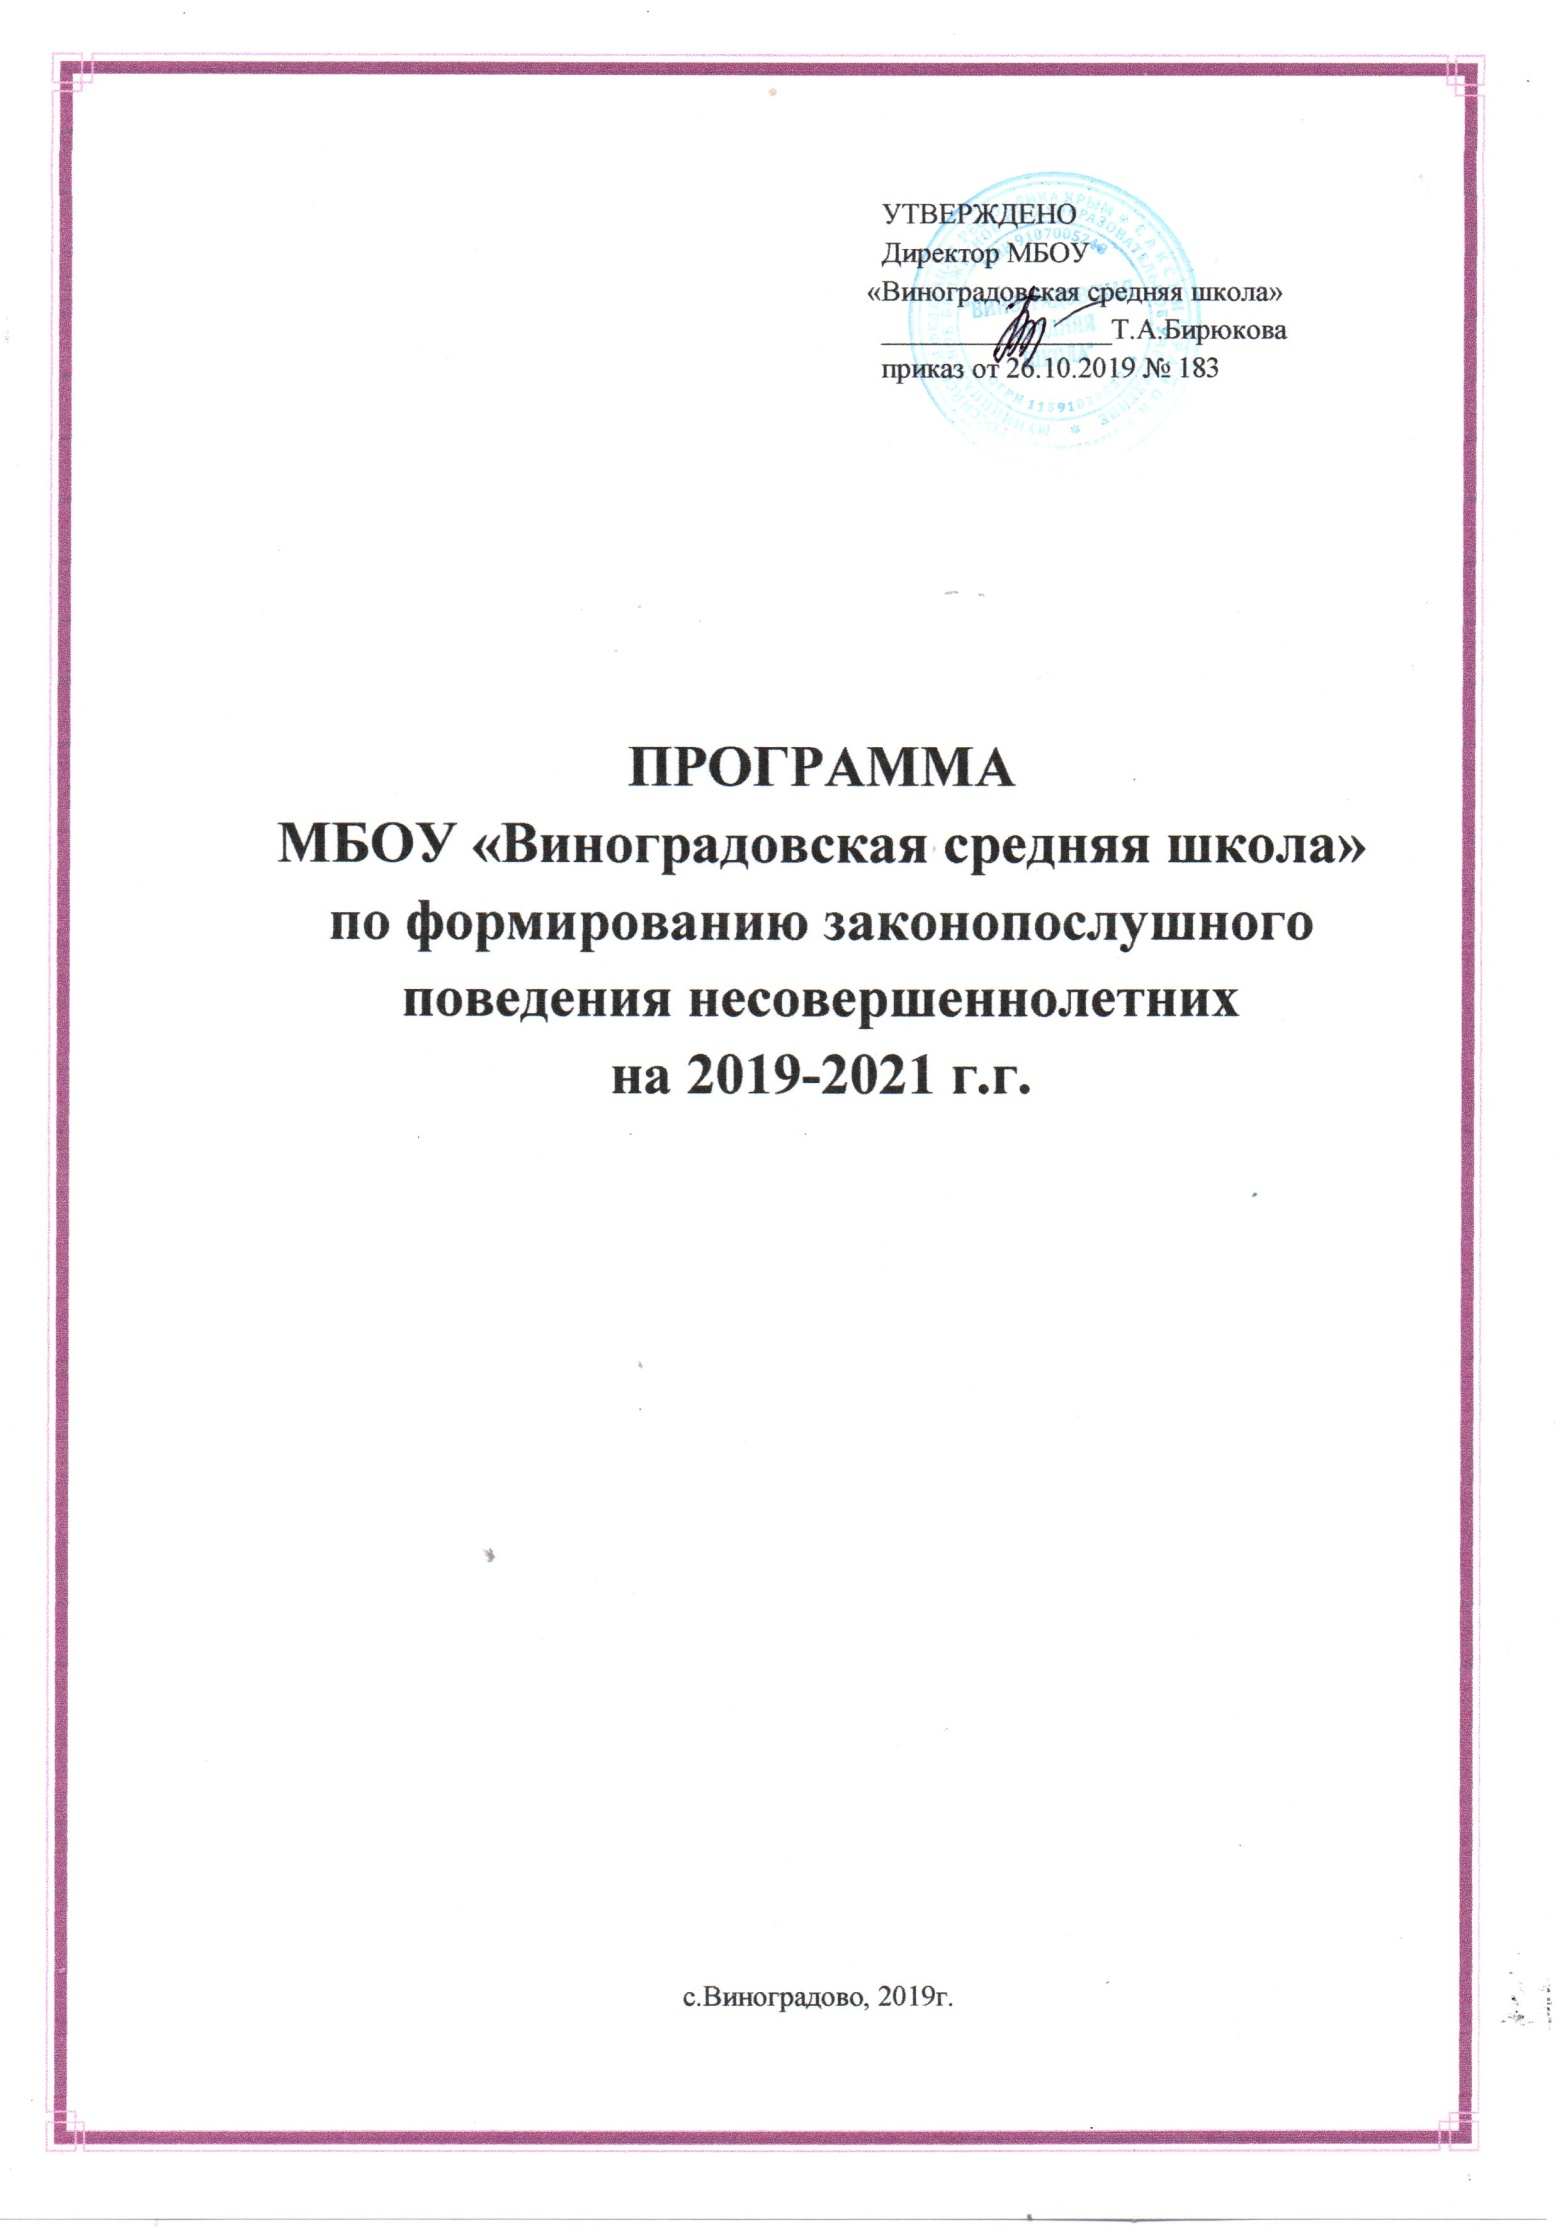 УТВЕРЖДЕНО
Директор МБОУ
«Виноградовская средняя школа»
________________Т.А.Бирюкова
приказ от 26.10.2019 № 183
ПРОГРАММА
МБОУ «Виноградовская средняя школа»
по формированию законопослушного
поведения несовершеннолетних
на 2019-2021 г.г.
с.Виноградово, 2019г.